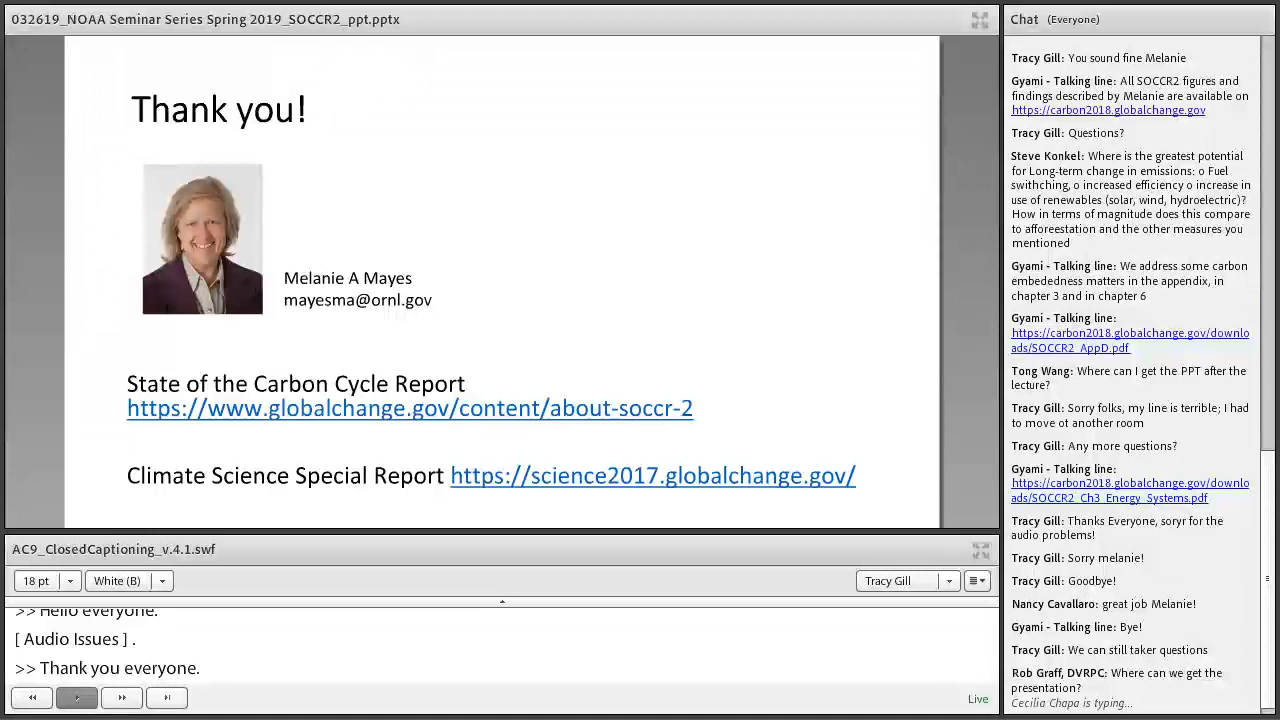 032619_NOAA Seminar Series Spring 2019_SOCCR2_ppt.pptx
Thank you!
Melanie A Mayes
mayesma@ornl.gov
State of the Carbon Cycle Report
https://www.globalchange.gov/content/about-soccr-2
Climate Science Special Report https://science2017.globalchange.gov/
AC9_ClosedCaptioning_v.4.1.swf
18 pt
White (B)
Tracy Gill
>> Hello everyone.
[ Audio Issues ] .
>> Thank you everyone.
Live
Chat (Everyone)
Tracy Gill: You sound fine Melanie
Gyami - Talking line: All SOCCR2 figures and
findings described by Melanie are available on
https://carbon2018.globalchange.gov
Tracy Gill: Questions?
Steve Konkel: Where is the greatest potential
for Long-term change in emissions: o Fuel
swithching, o increased efficiency o increase in
use of renewables (solar, wind, hydroelectric)?
How in terms of magnitude does this compare
to afforeestation and the other measures you
mentioned
Gyami - Talking line: We address some carbon
embededness matters in the appendix, in
chapter 3 and in chapter 6
Gyami - Talking line:
https://carbon2018.globalchange.gov/downlo
ads/SOCCR2_AppD.pdf
Tong Wang: Where can I get the PPT after the
lecture?
Tracy Gill: Sorry folks, my line is terrible; I had
to move ot another room
Tracy Gill: Any more questions?
Gyami - Talking line:
https://carbon2018.globalchange.gov/downlo
ads/SOCCR2_Ch3_Energy_Systems.pdf
Tracy Gill: Thanks Everyone, soryr for the
audio problems!
Tracy Gill: Sorry melanie!
Tracy Gill: Goodbye!
Nancy Cavallaro: great job Melanie!
Gyami - Talking line: Bye!
Tracy Gill: We can still taker questions
Rob Graff, DVRPC: Where can we get the
presentation?
Cecilia Chapa is typing...